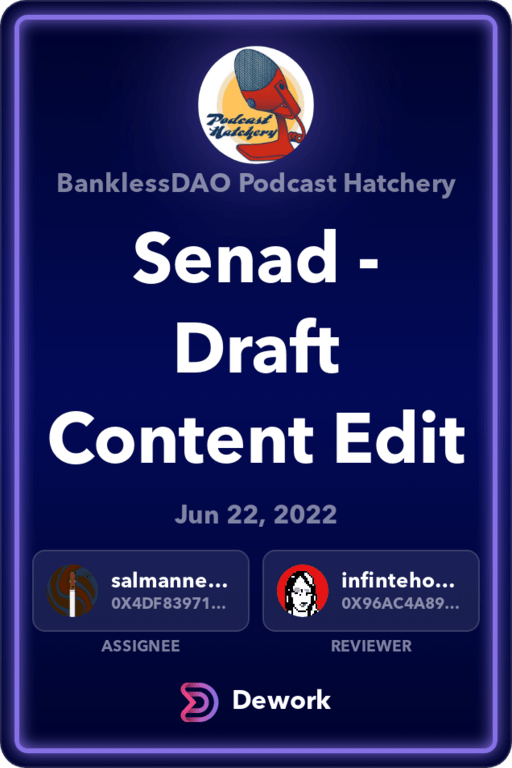 Podcast
Hatchery
BanklessDAO Podcast Hatchery
Senad -
Draft
Content Edit
Jun 22, 2022
salmanne...
0X4DF83971...
ASSIGNEE
infinteho...
0X96AC4A89...
REVIEWER
Dework